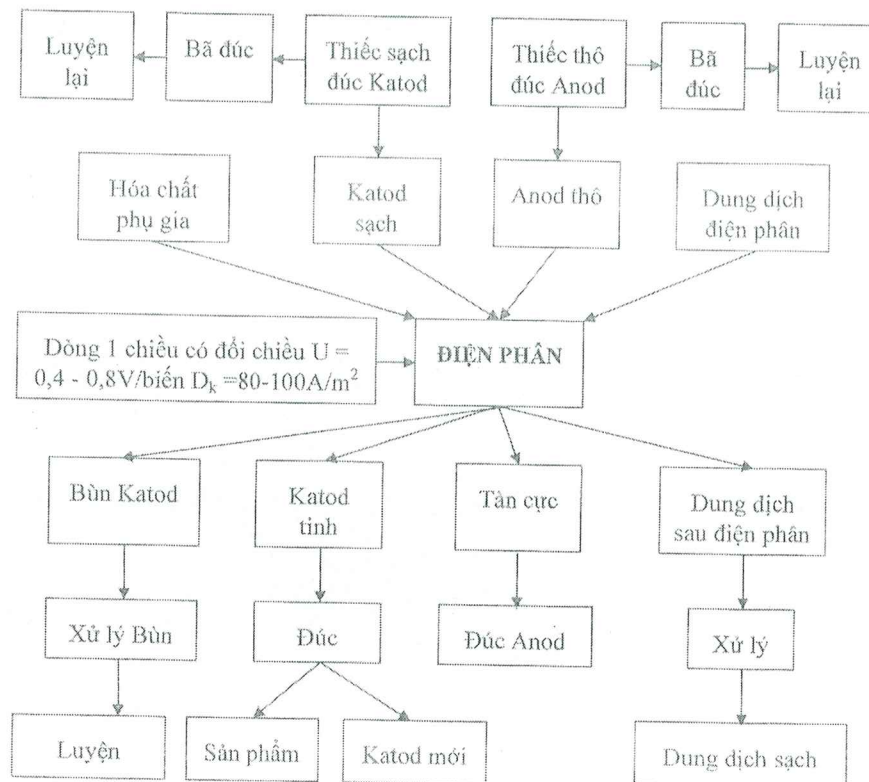 Luyện
lại
Bã đúc
Thiếc sạch
đúc Katod
Thiếc thô
đúc Anod
Bã
đúc
Luyện
lại
Hóa chất
phụ gia
Katod
sạch
Anod thô
Dung dịch
điện phân
Dòng 1 chiều có đổi chiều U =
0,4 - 0,8V/biến Dₖ =80-100A/m²
ĐIỆN PHÂN
Bùn Katod
Katod
tinh
Tàn cực
Dung dịch
sau điện phân
Xử lý Bùn
Đúc
Đúc Anod
Xử lý
Luyện
Sản phẩm
Katod mới
Dung dịch sạch